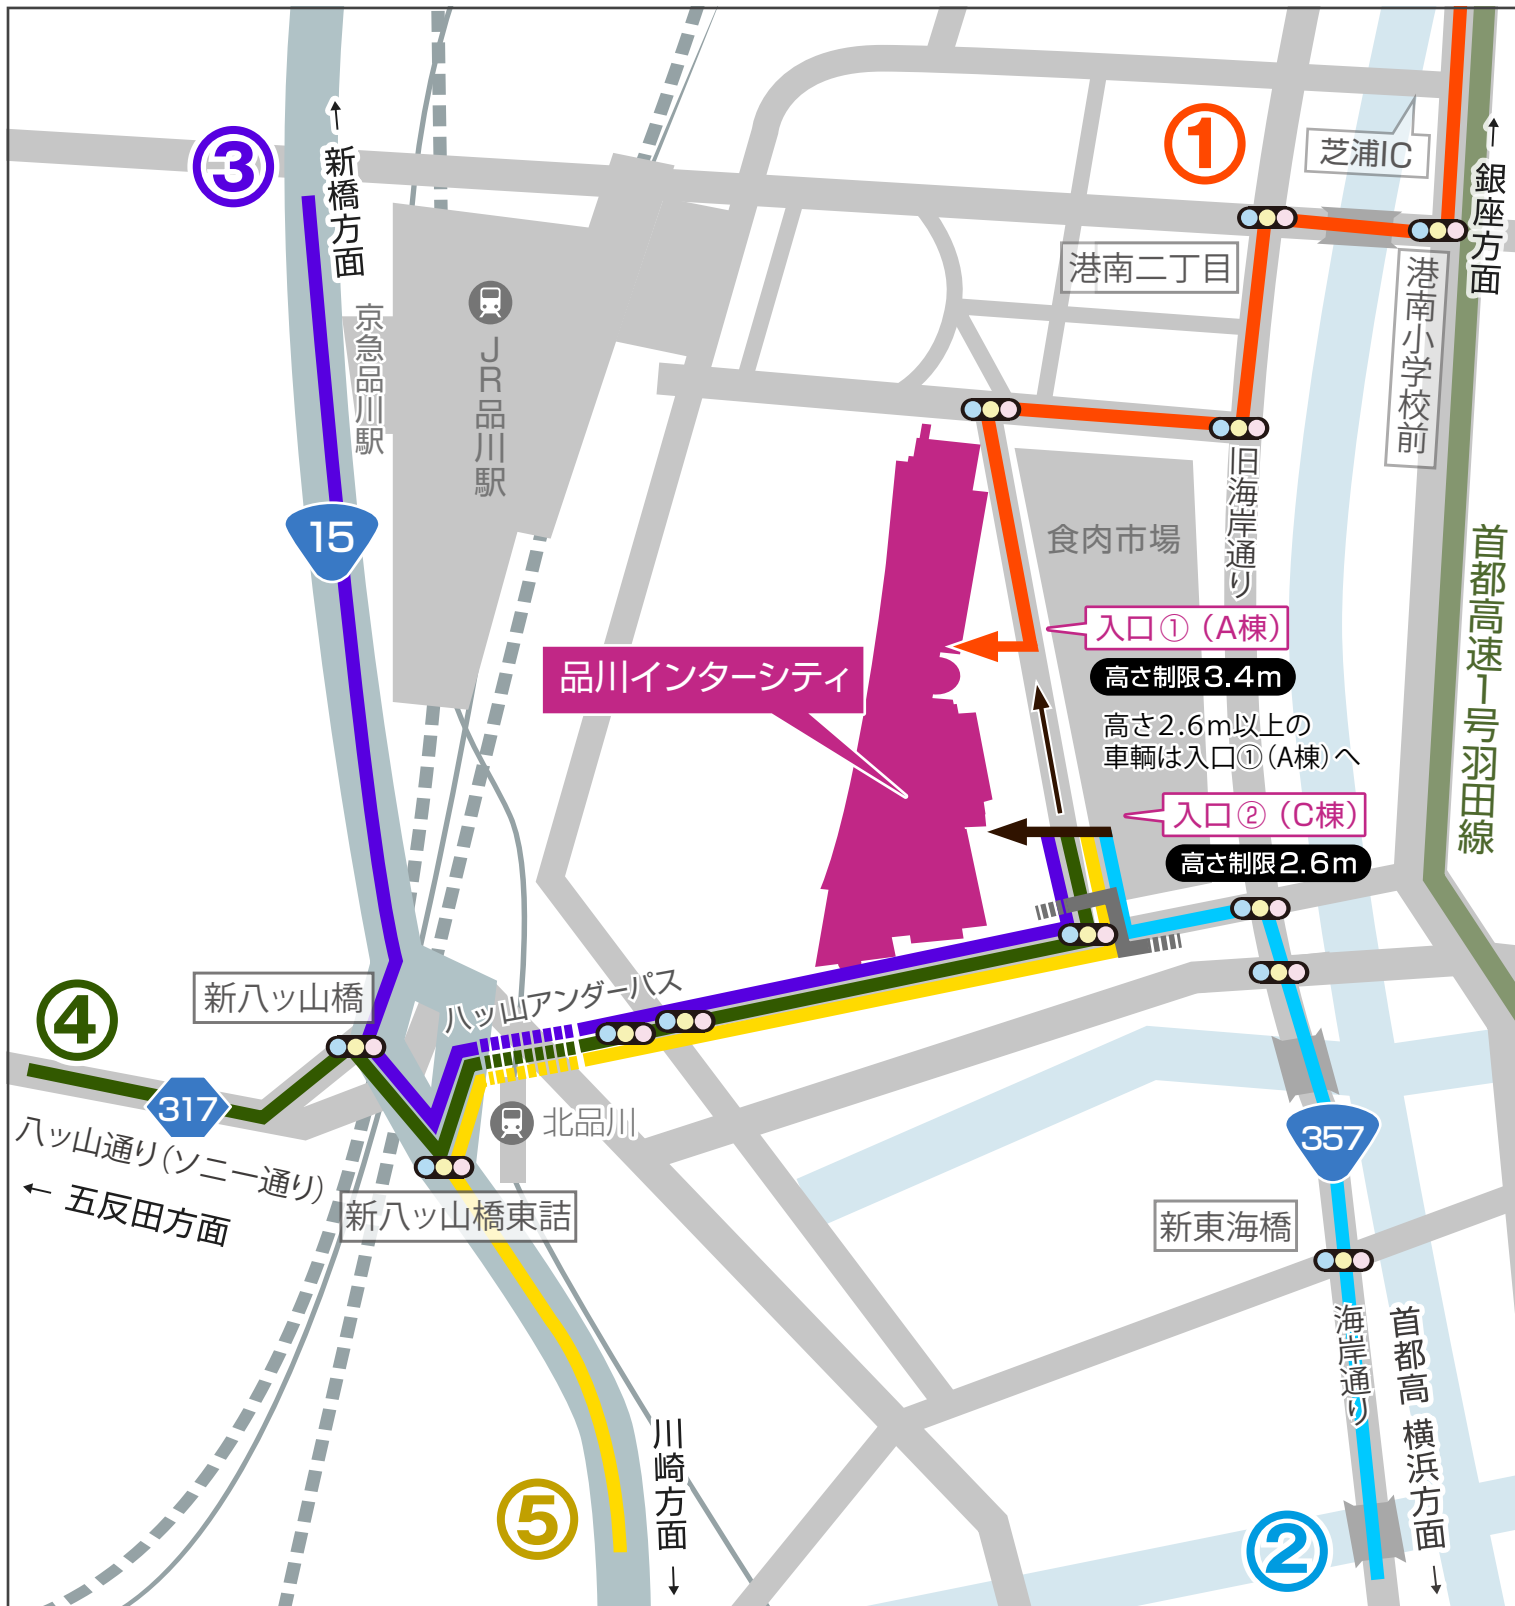 ③
↑ 新橋方面
①
芝浦IC
↑ 銀座方面
港南二丁目
港南小学校前
京急品川駅
JR品川駅
15
旧海岸通り
食肉市場
首都高速1号羽田線
入口①(A棟)
高さ制限3.4m
品川インターシティ
高さ2.6m以上の
車輌は入口①(A棟)へ
入口②(C棟)
高さ制限2.6m
新八ッ山橋
八ッ山アンダーパス
④
317
八ッ山通り(ソニー通り)
← 五反田方面
北品川
357
新八ッ山橋東詰
新東海橋
海岸通り
首都高 横浜方面 ↓
川崎方面 ↓
⑤
②